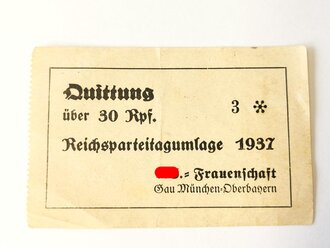 Quittung
über 30 Rpf. 3
Reichsparteitagumlage 1937
.= Frauenschaft
Gau München-Oberbayern